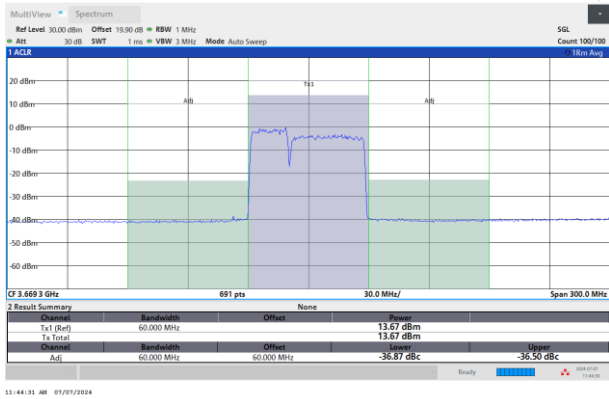 MultiView Spectrum
Ref Level 30.00 dBm Offset 19.90 dB RBW 1 MHz SGL
Att 30 dB SWT 1 ms VBW 3 MHz Mode Auto Sweep Count 100/100
1 ACLR 1Rm Avg
20 dBm
Tx1
10 dBm Adj Adj
0 dBm
-10 dBm
-20 dBm
-30 dBm
-40 dBm
-50 dBm
-60 dBm
CF 3.669 3 GHz 691 pts 30.0 MHz/ Span 300.0 MHz
2 Result Summary None
Channel Bandwidth Offset Power
Tx1 (Ref) 60.000 MHz 13.67 dBm
Tx Total 13.67 dBm
Channel Bandwidth Offset Lower Upper
Adj 60.000 MHz 60.000 MHz -36.87 dBc -36.50 dBc
Ready 2024-07-07
11:44:30
11:44:31 AM 07/07/2024